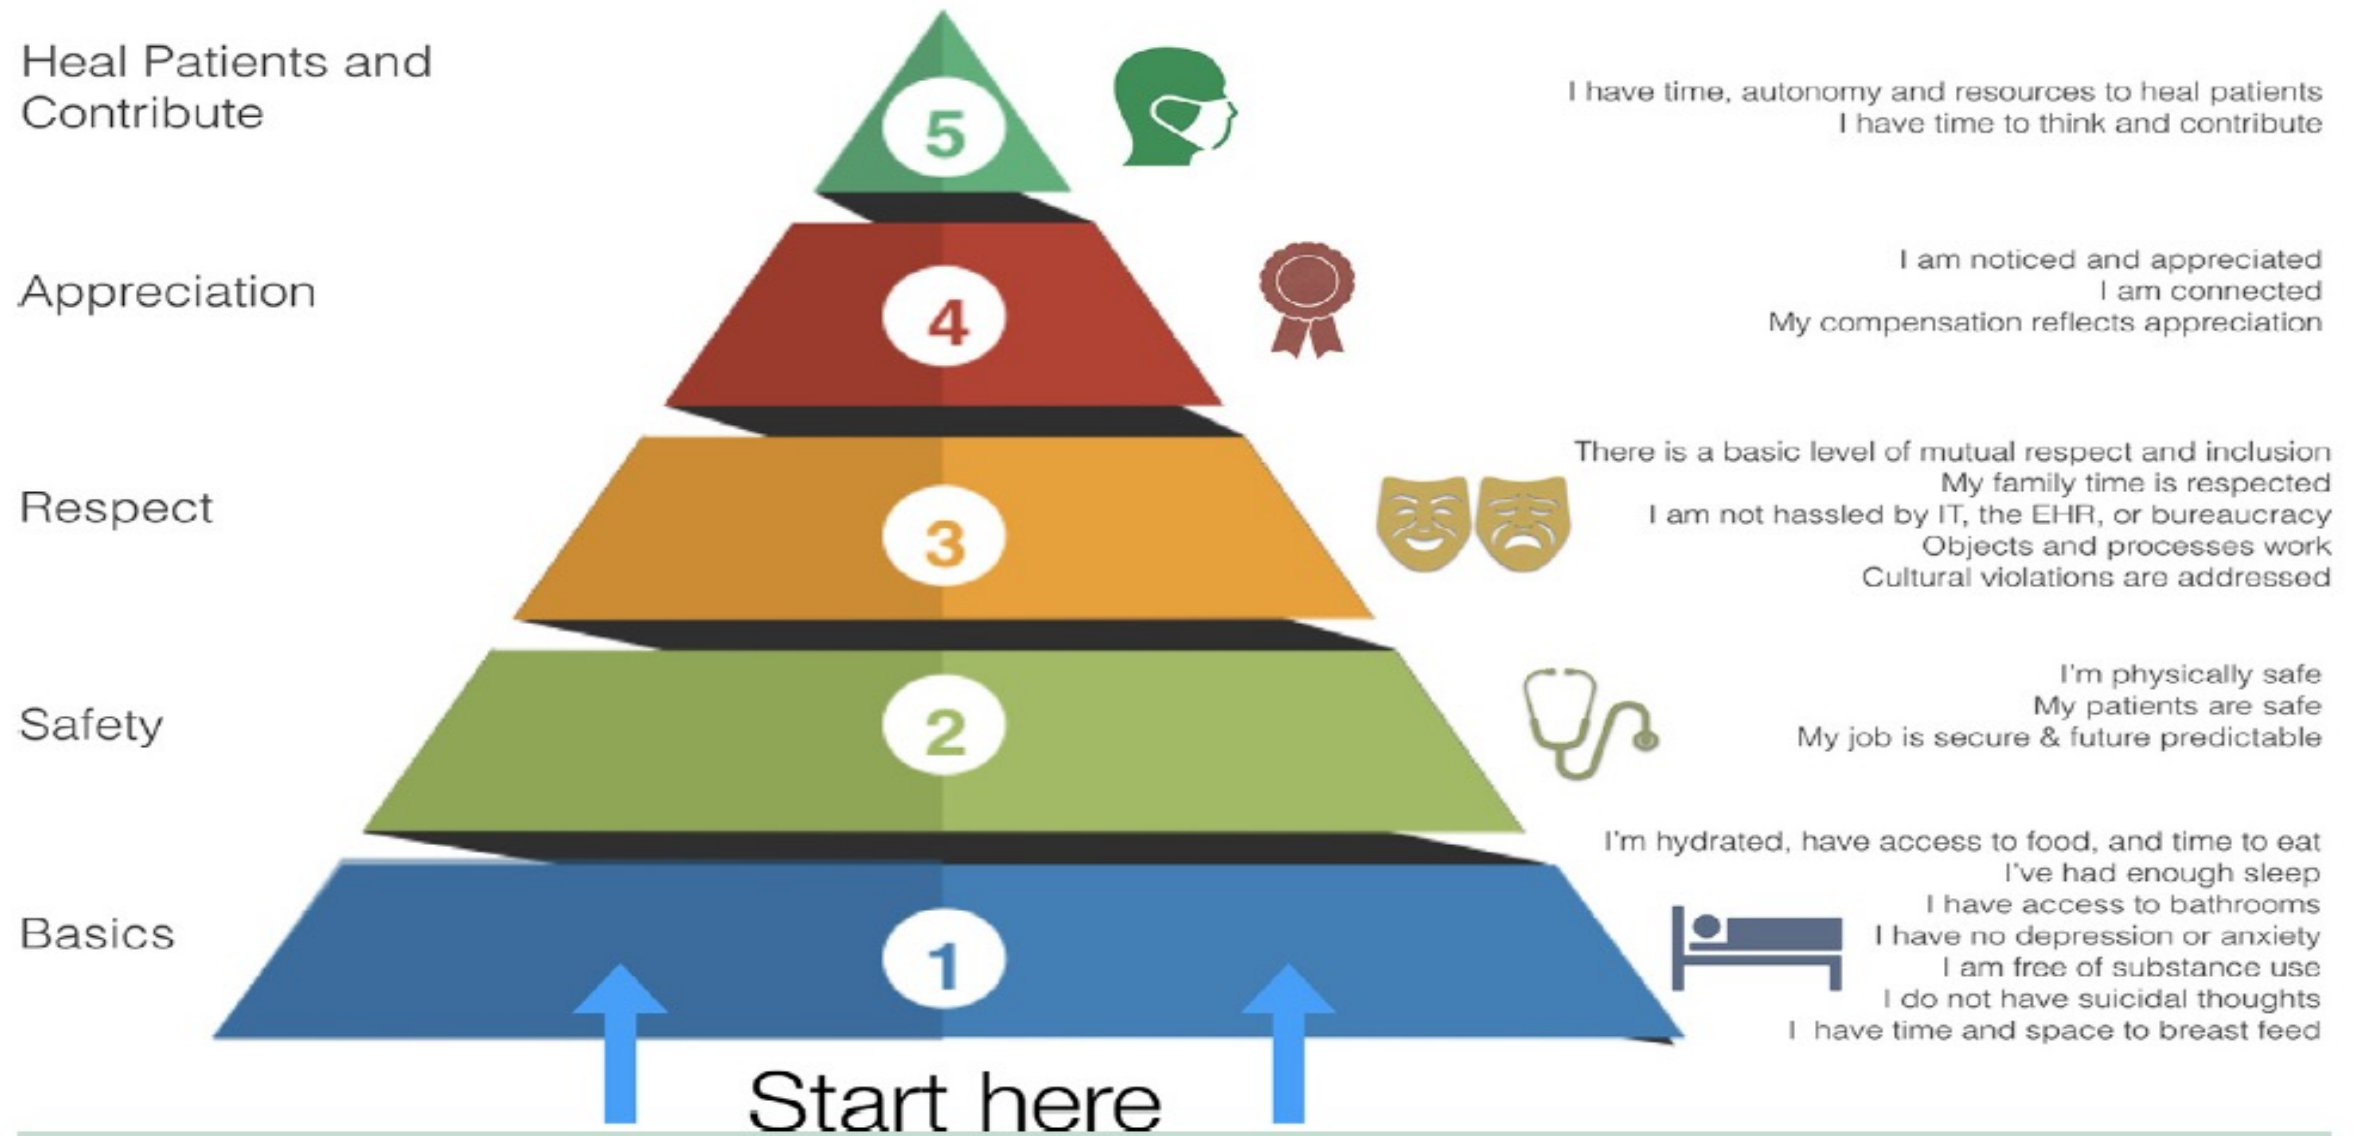 Heal Patients and
Contribute
5
I have time, autonomy and resources to heal patients
I have time to think and contribute
Appreciation
4
I am noticed and appreciated
I am connected
My compensation reflects appreciation
Respect
3
There is a basic level of mutual respect and inclusion
My family time is respected
I am not hassled by IT, the EHR, or bureaucracy
Objects and processes work
Cultural violations are addressed
Safety
2
I'm physically safe
My patients are safe
My job is secure & future predictable
Basics
1
I'm hydrated, have access to food, and time to eat
I've had enough sleep
I have access to bathrooms
I have no depression or anxiety
I am free of substance use
I do not have suicidal thoughts
I have time and space to breast feed
Start here